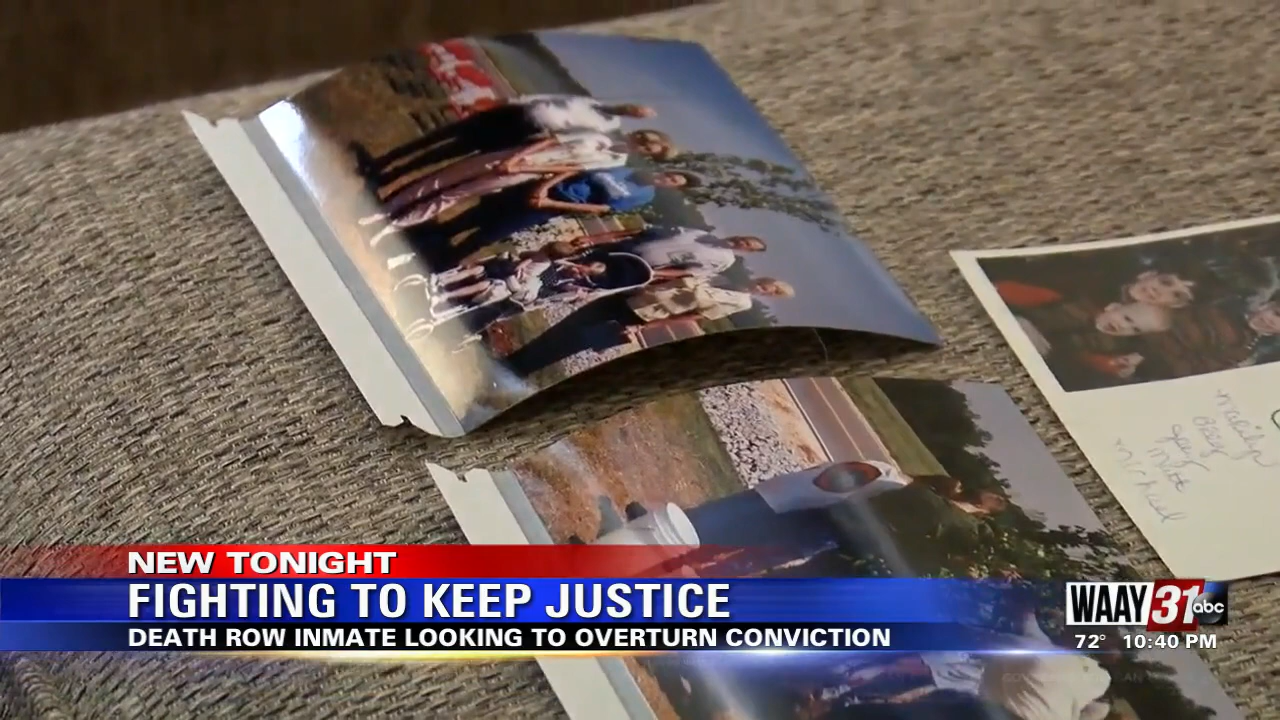 NEW TONIGHT
FIGHTING TO KEEP JUSTICE
DEATH ROW INMATE LOOKING TO OVERTURN CONVICTION
WAAY 31 abc
72° 10:40 PM